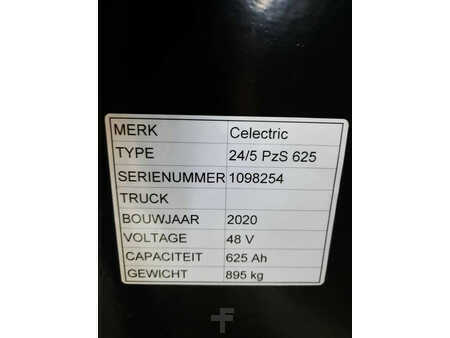 MERK Celectric
TYPE 24/5 PzS 625
SERIENUMMER 1098254
TRUCK
BOUWJAAR 2020
VOLTAGE 48 V
CAPACITEIT 625 Ah
GEWICHT 895 kg